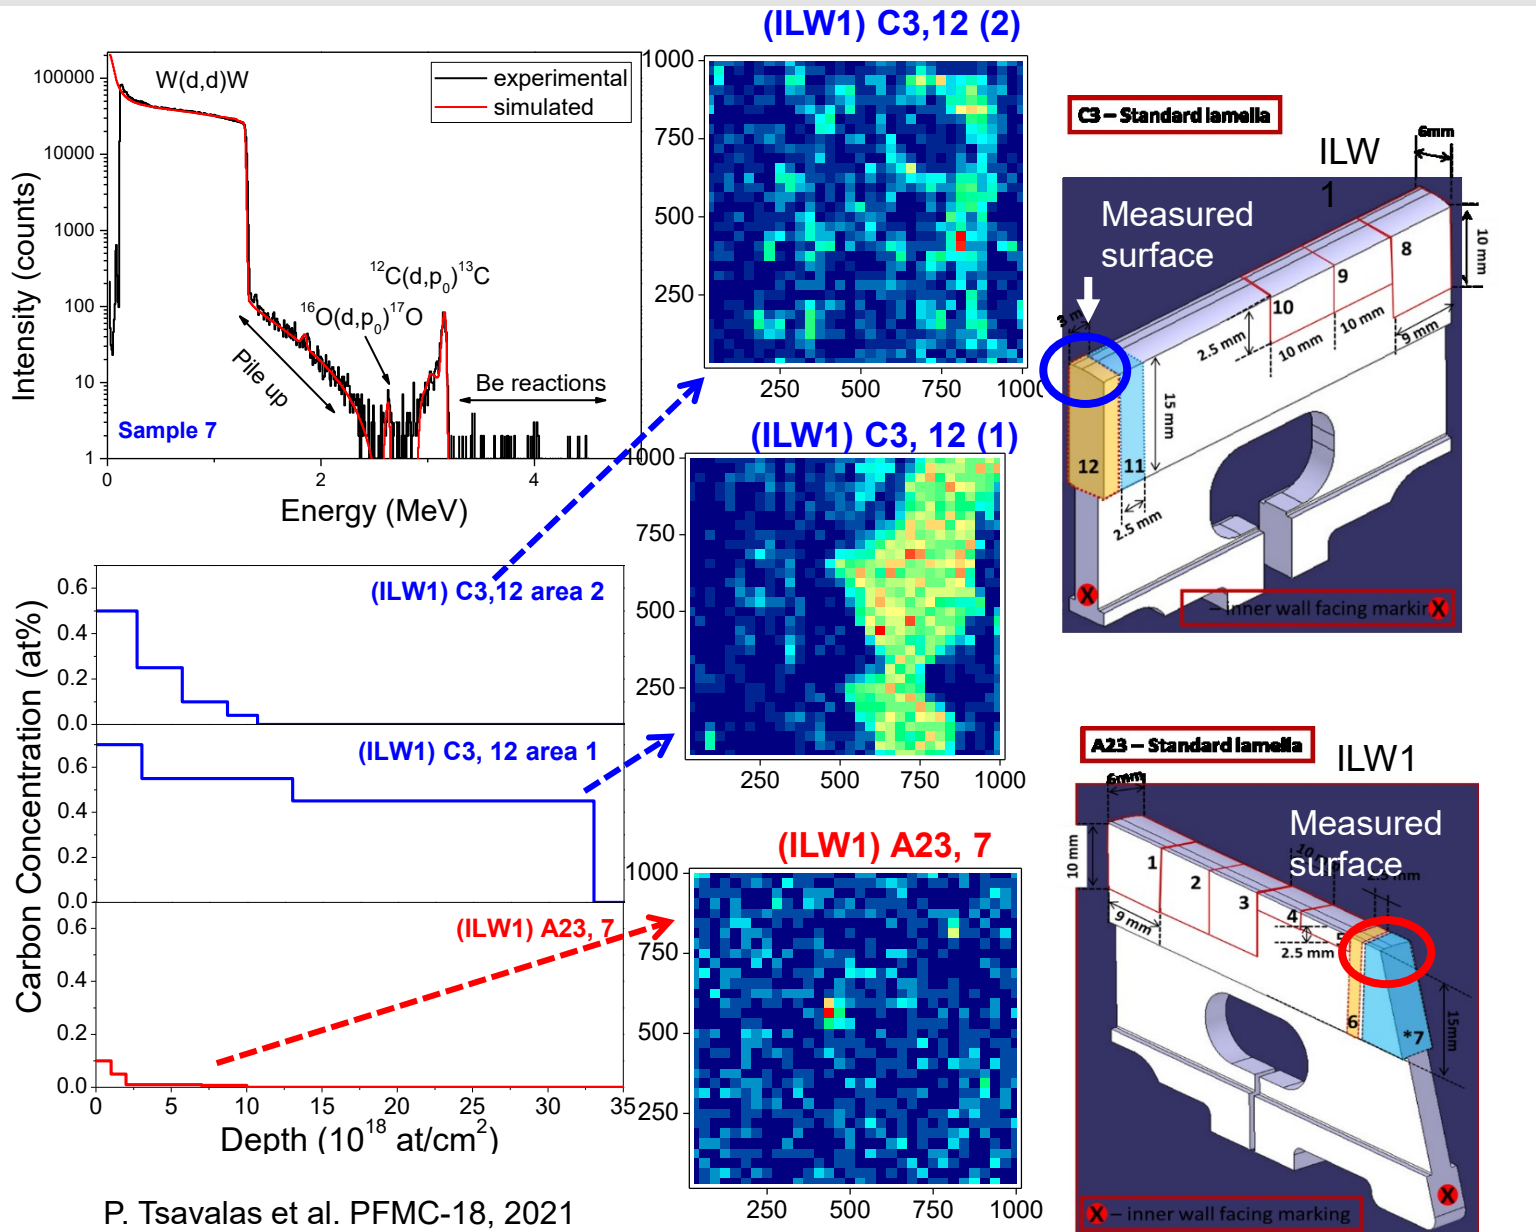 (ILW1) C3,12 (2)
100000
10000
1000
100
10
1
W(d,d)W
experimental
simulated
¹²C(d,p₀)¹³C
¹⁶O(d,p₀)¹⁷O
Pile up
Be reactions
Sample 7
0
2
4
Energy (MeV)
Intensity (counts)
1000
750
500
250
250
500
750
1000
C3 – Standard lamella
ILW
1
6mm
Measured
surface
10 mm
8
9
10
10 mm
10 mm
9 mm
2.5 mm
15 mm
12
11
2.5 mm
X
– inner wall facing markin
X
(ILW1) C3, 12 (1)
1000
750
500
250
250
500
750
1000
Carbon Concentration (at%)
0.6
0.4
0.2
0.0
(ILW1) C3,12 area 2
0.6
0.4
0.2
0.0
(ILW1) C3, 12 area 1
0.6
0.4
0.2
0.0
(ILW1) A23, 7
0
5
10
15
20
25
30
35
Depth (10¹⁸ at/cm²)
(ILW1) A23, 7
1000
750
500
250
250
500
750
1000
A23 – Standard lamella
ILW1
6mm
Measured
surface
10 mm
1
2
3
4
5
9 mm
2.5 mm
6
*7
15mm
X
X – inner wall facing marking
P. Tsavalas et al. PFMC-18, 2021